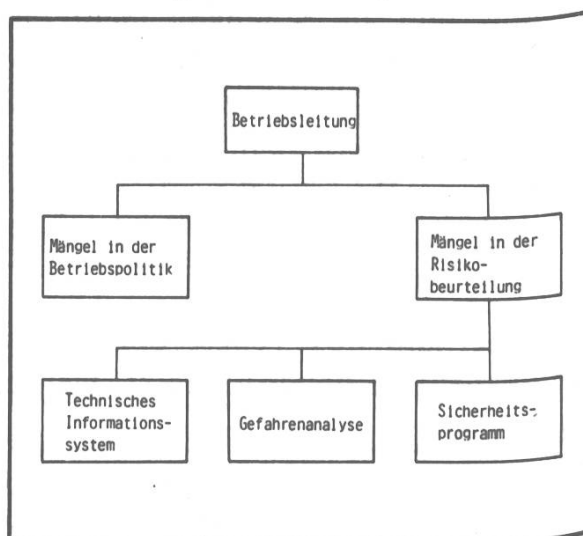 Betriebsleitung
Mängel in der
Betriebspolitik
Mängel in der
Risiko-
beurteilung
Technisches
Informations-
system
Gefahrenanalyse
Sicherheits-
programm